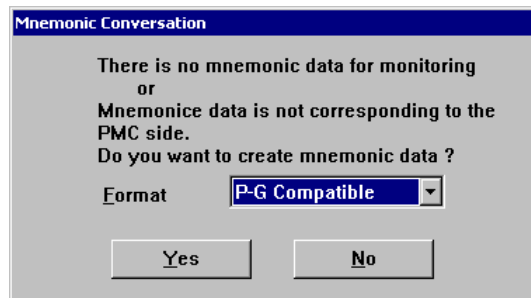 Mnemonic Conversation
There is no mnemonic data for monitoring
or
Mnemonice data is not corresponding to the
PMC side.
Do you want to create mnemonic data ?
Format P-G Compatible
Yes No